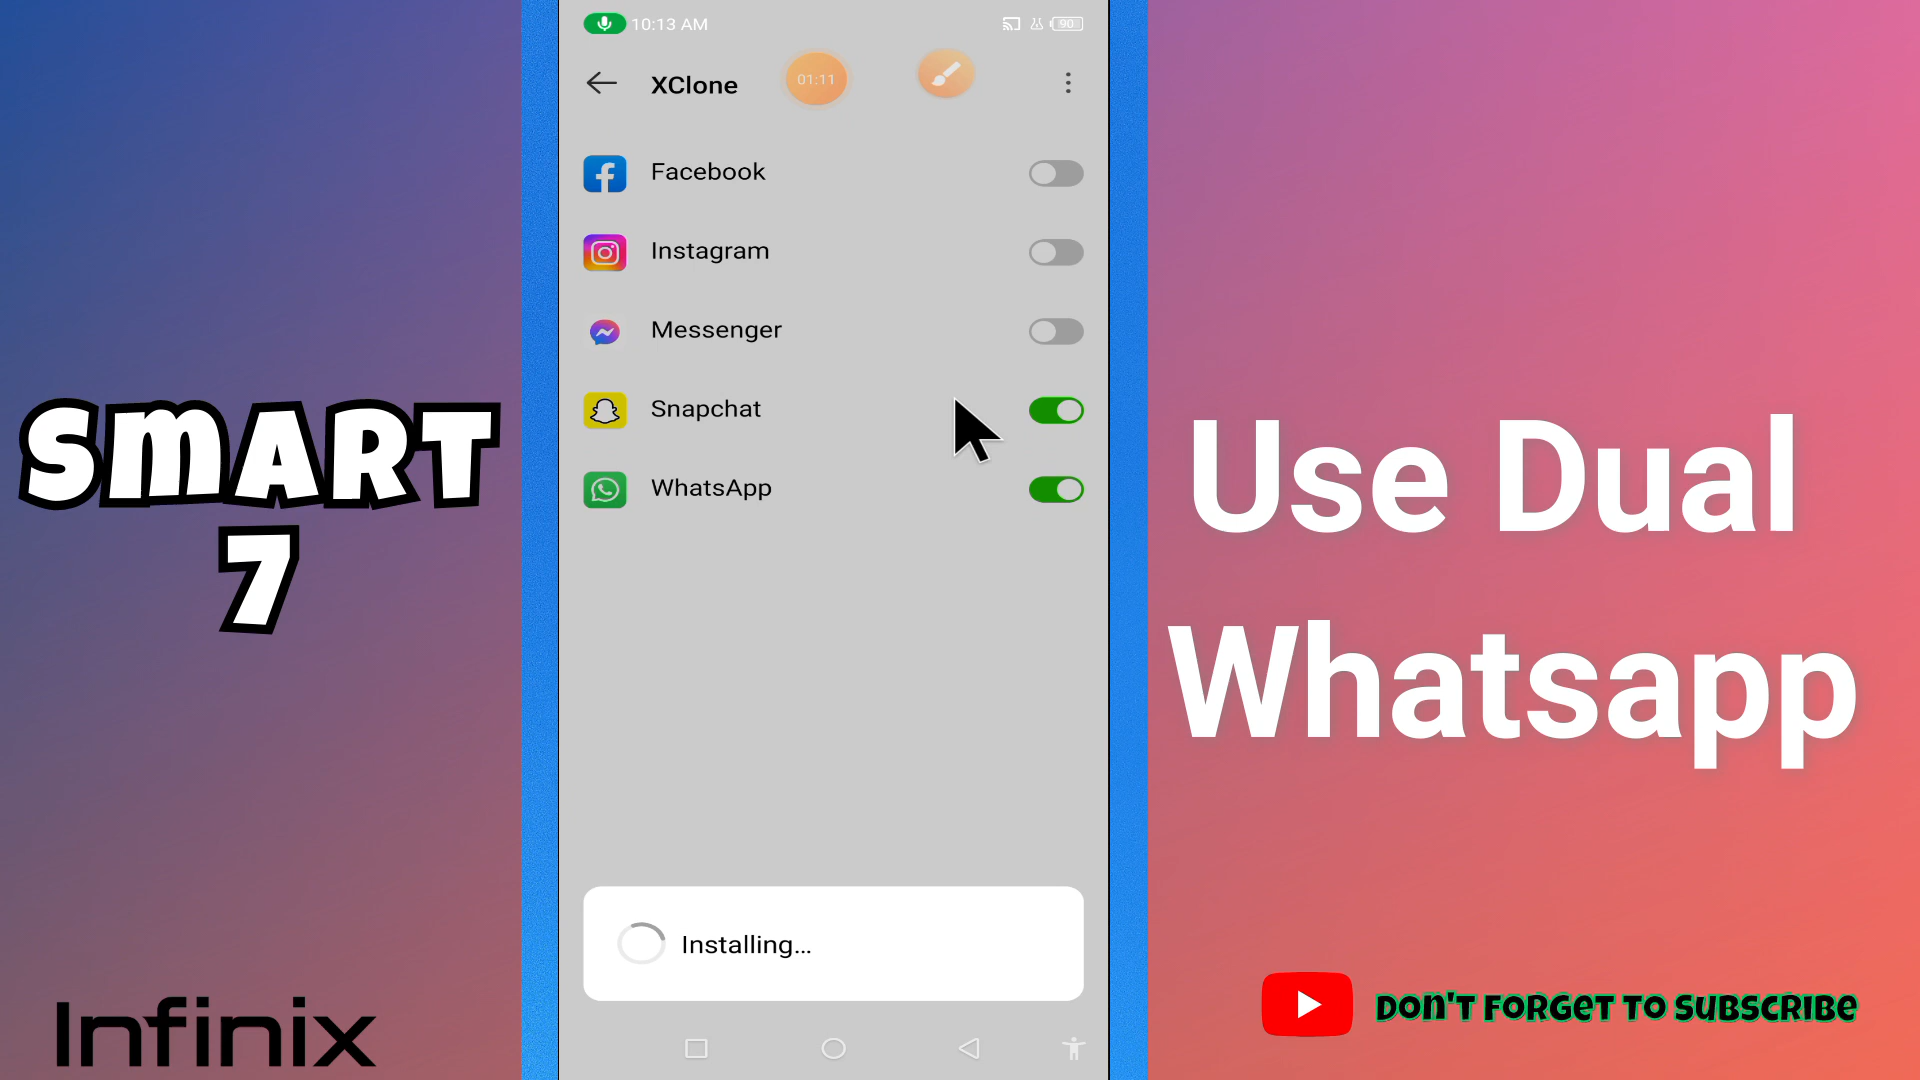 10:13 AM
90
XClone
01:11
Facebook
Instagram
Messenger
Snapchat
WhatsApp
Installing...
SMART
7
Infinix
Use Dual
Whatsapp
DON'T FORGET TO SUBSCRIBE